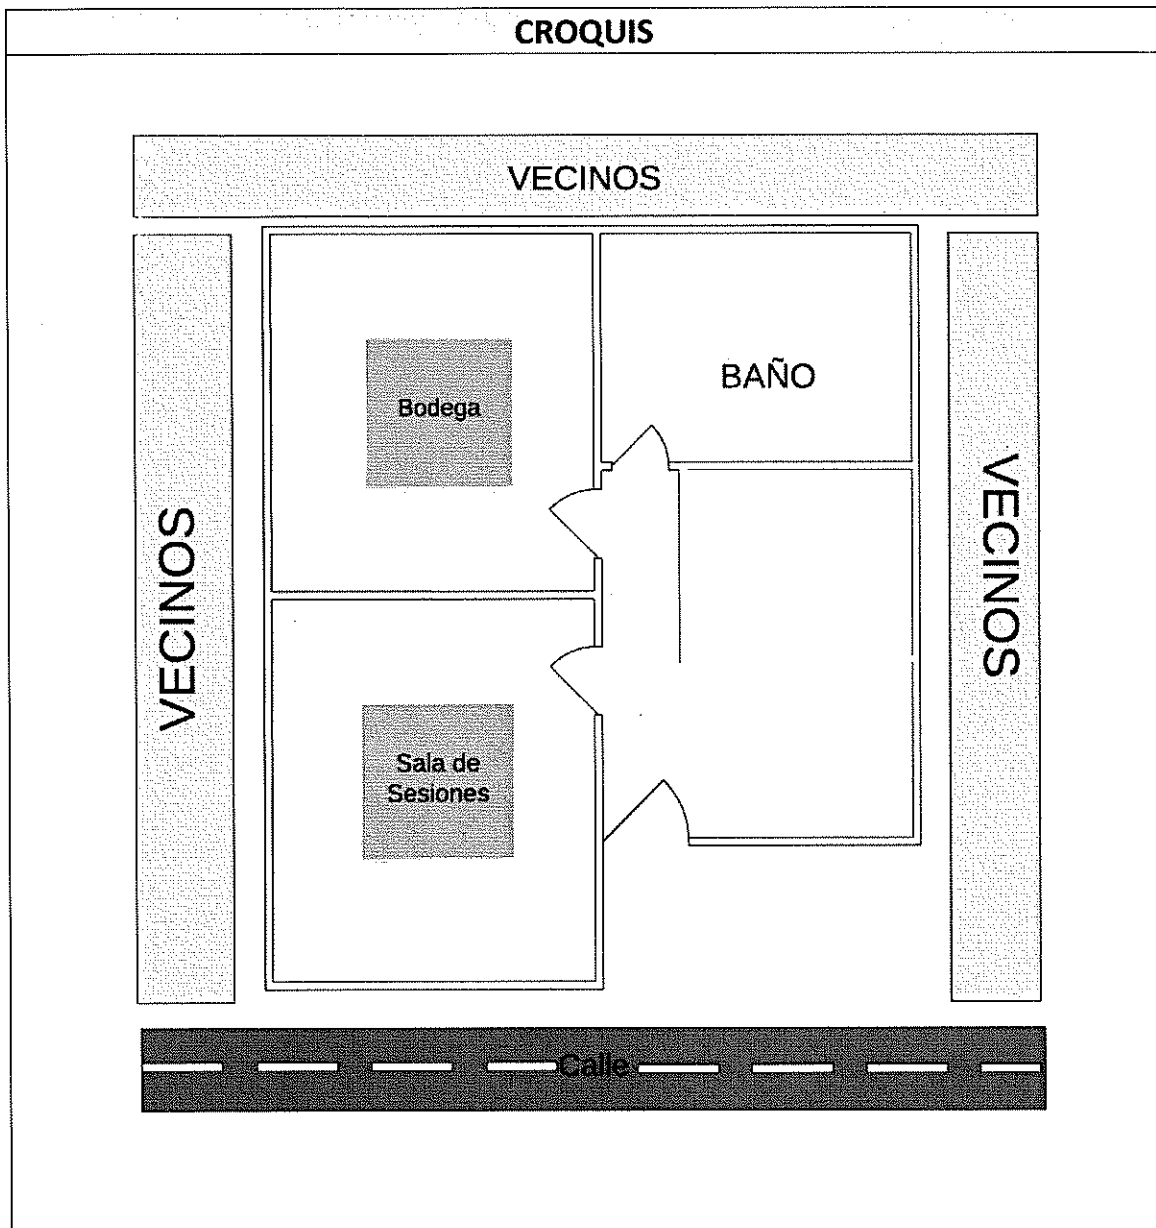 CROQUIS
VECINOS
BAÑO
Bodega
VECINOS
VECINOS
Sala de
Sesiones
Calle